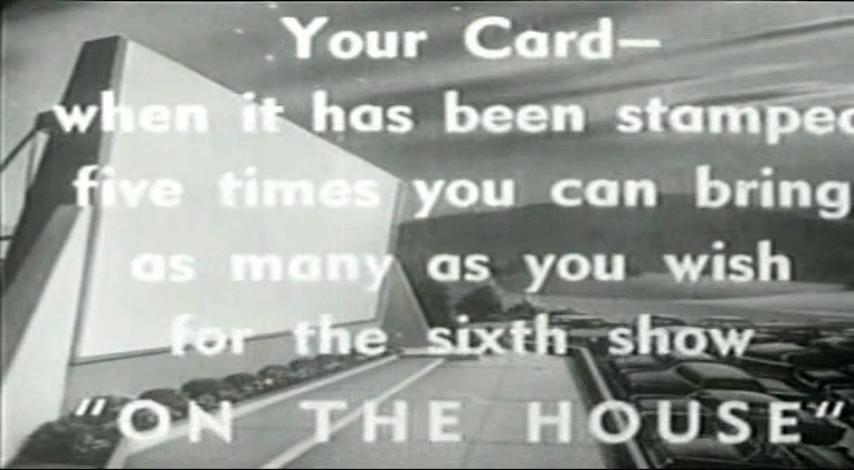 Your Card—
when it has been stamped
five times you can bring
as many as you wish
for the sixth show
"ON THE HOUSE"